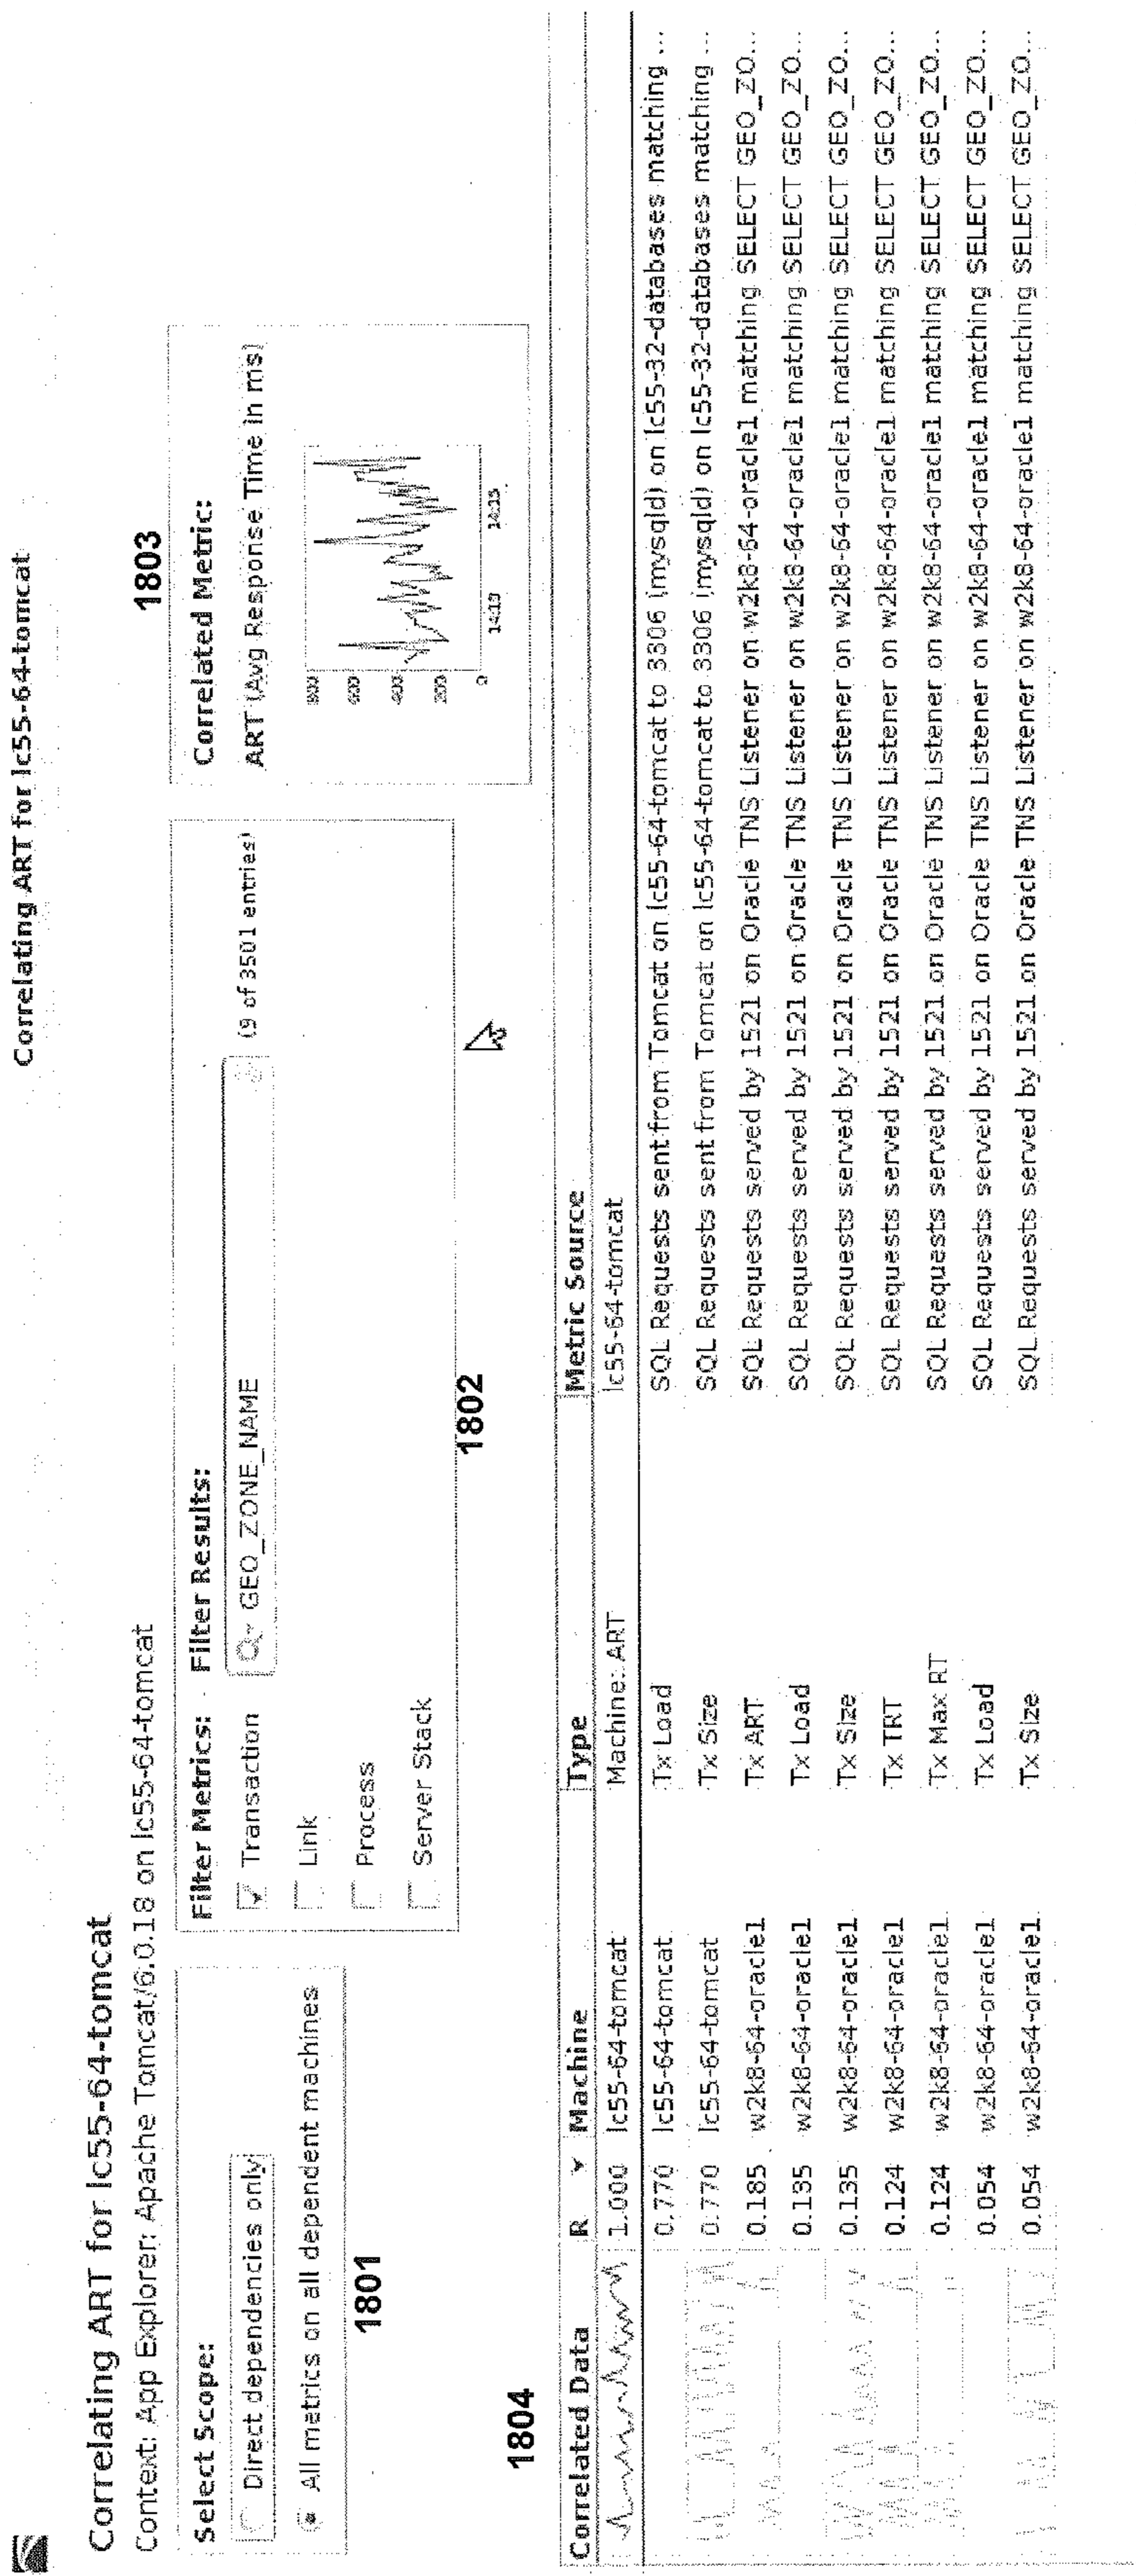 Correlating ART for lc55-64-tomcat
Correlating ART for lc55-64-tomcat
Context: App Explorer: Apache Tomcat/6.0.18 on lc55-64-tomcat
Select Scope:
Direct dependencies only
All metrics on all dependent machines
1801
Filter Metrics: Filter Results:
Transaction
Link
Process
Server Stack
GEO_ZONE_NAME
(9 of 3501 entries)
1802
1803
Correlated Metric:
ART (Avg Response Time in ms)
800
600
400
200
0
14:13 14:15
1804
Correlated Data R Machine Type Metric Source
1.000 lc55-64-tomcat Machine: ART lc55-64-tomcat
0.770 lc55-64-tomcat Tx Load SQL Requests sent from Tomcat on lc55-64-tomcat to 3306 (mysqld) on lc55-32-databases matching ...
0.770 lc55-64-tomcat Tx Size SQL Requests sent from Tomcat on lc55-64-tomcat to 3306 (mysqld) on lc55-32-databases matching ...
0.185 w2k8-64-oracle1 Tx ART SQL Requests served by 1521 on Oracle TNS Listener on w2k8-64-oracle1 matching SELECT GEO_ZO...
0.135 w2k8-64-oracle1 Tx Load SQL Requests served by 1521 on Oracle TNS Listener on w2k8-64-oracle1 matching SELECT GEO_ZO...
0.135 w2k8-64-oracle1 Tx Size SQL Requests served by 1521 on Oracle TNS Listener on w2k8-64-oracle1 matching SELECT GEO_ZO...
0.124 w2k8-64-oracle1 Tx TRT SQL Requests served by 1521 on Oracle TNS Listener on w2k8-64-oracle1 matching SELECT GEO_ZO...
0.124 w2k8-64-oracle1 Tx Max RT SQL Requests served by 1521 on Oracle TNS Listener on w2k8-64-oracle1 matching SELECT GEO_ZO...
0.054 w2k8-64-oracle1 Tx Load SQL Requests served by 1521 on Oracle TNS Listener on w2k8-64-oracle1 matching SELECT GEO_ZO...
0.054 w2k8-64-oracle1 Tx Size SQL Requests served by 1521 on Oracle TNS Listener on w2k8-64-oracle1 matching SELECT GEO_ZO...